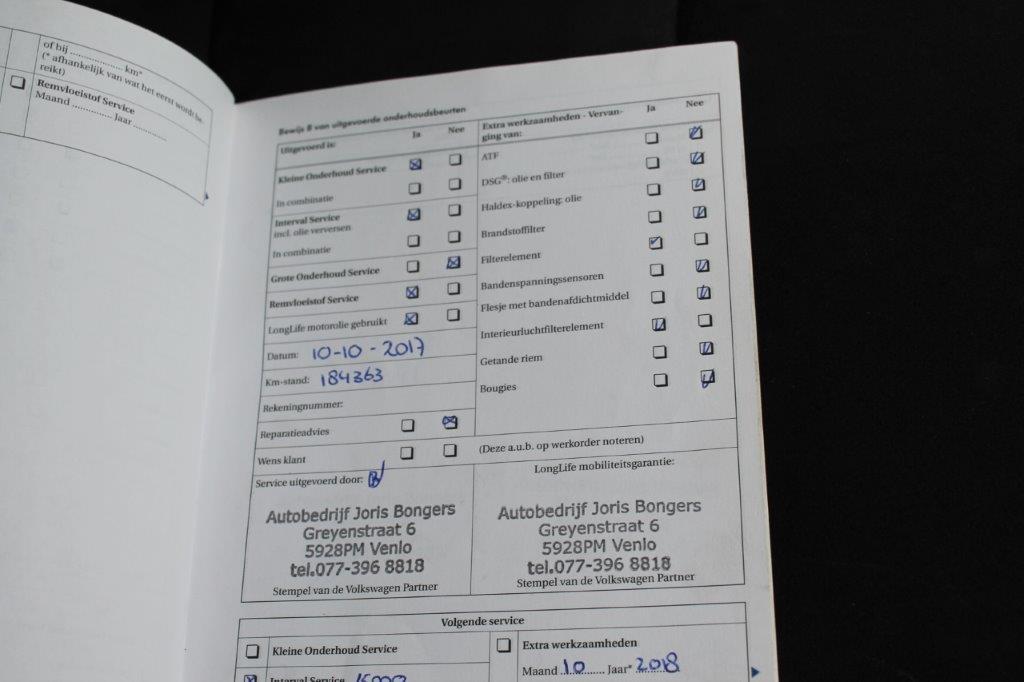 of bij .................... km*
(* afhankelijk van wat het eerst wordt be-
reikt)
Remvloeistof Service
Maand .............. Jaar ............
Bewijs 8 van uitgevoerde onderhoudsbeurten
Uitgevoerd is:
Ja
Nee
Kleine Onderhoud Service
In combinatie
Interval Service
incl. olie verversen
In combinatie
Grote Onderhoud Service
Remvloeistof Service
LongLife motorolie gebruikt
Datum: 10-10-2017
Km-stand: 184363
Rekeningnummer:
Reparatieadvies
Wens klant
Extra werkzaamheden - Vervan-
ging van:
Ja
Nee
ATF
DSG®: olie en filter
Haldex-koppeling: olie
Brandstoffilter
Filterelement
Bandenspanningssensoren
Flesje met bandenafdichtmiddel
Interieurluchtfilterelement
Getande riem
Bougies
(Deze a.u.b. op werkorder noteren)
Service uitgevoerd door:
Autobedrijf Joris Bongers
Greyenstraat 6
5928PM Venlo
tel.077-396 8818
Stempel van de Volkswagen Partner
LongLife mobiliteitsgarantie:
Autobedrijf Joris Bongers
Greyenstraat 6
5928PM Venlo
tel.077-396 8818
Stempel van de Volkswagen Partner
Volgende service
Kleine Onderhoud Service
Interval Service 15000
Extra werkzaamheden
Maand 10 Jaar* 2018